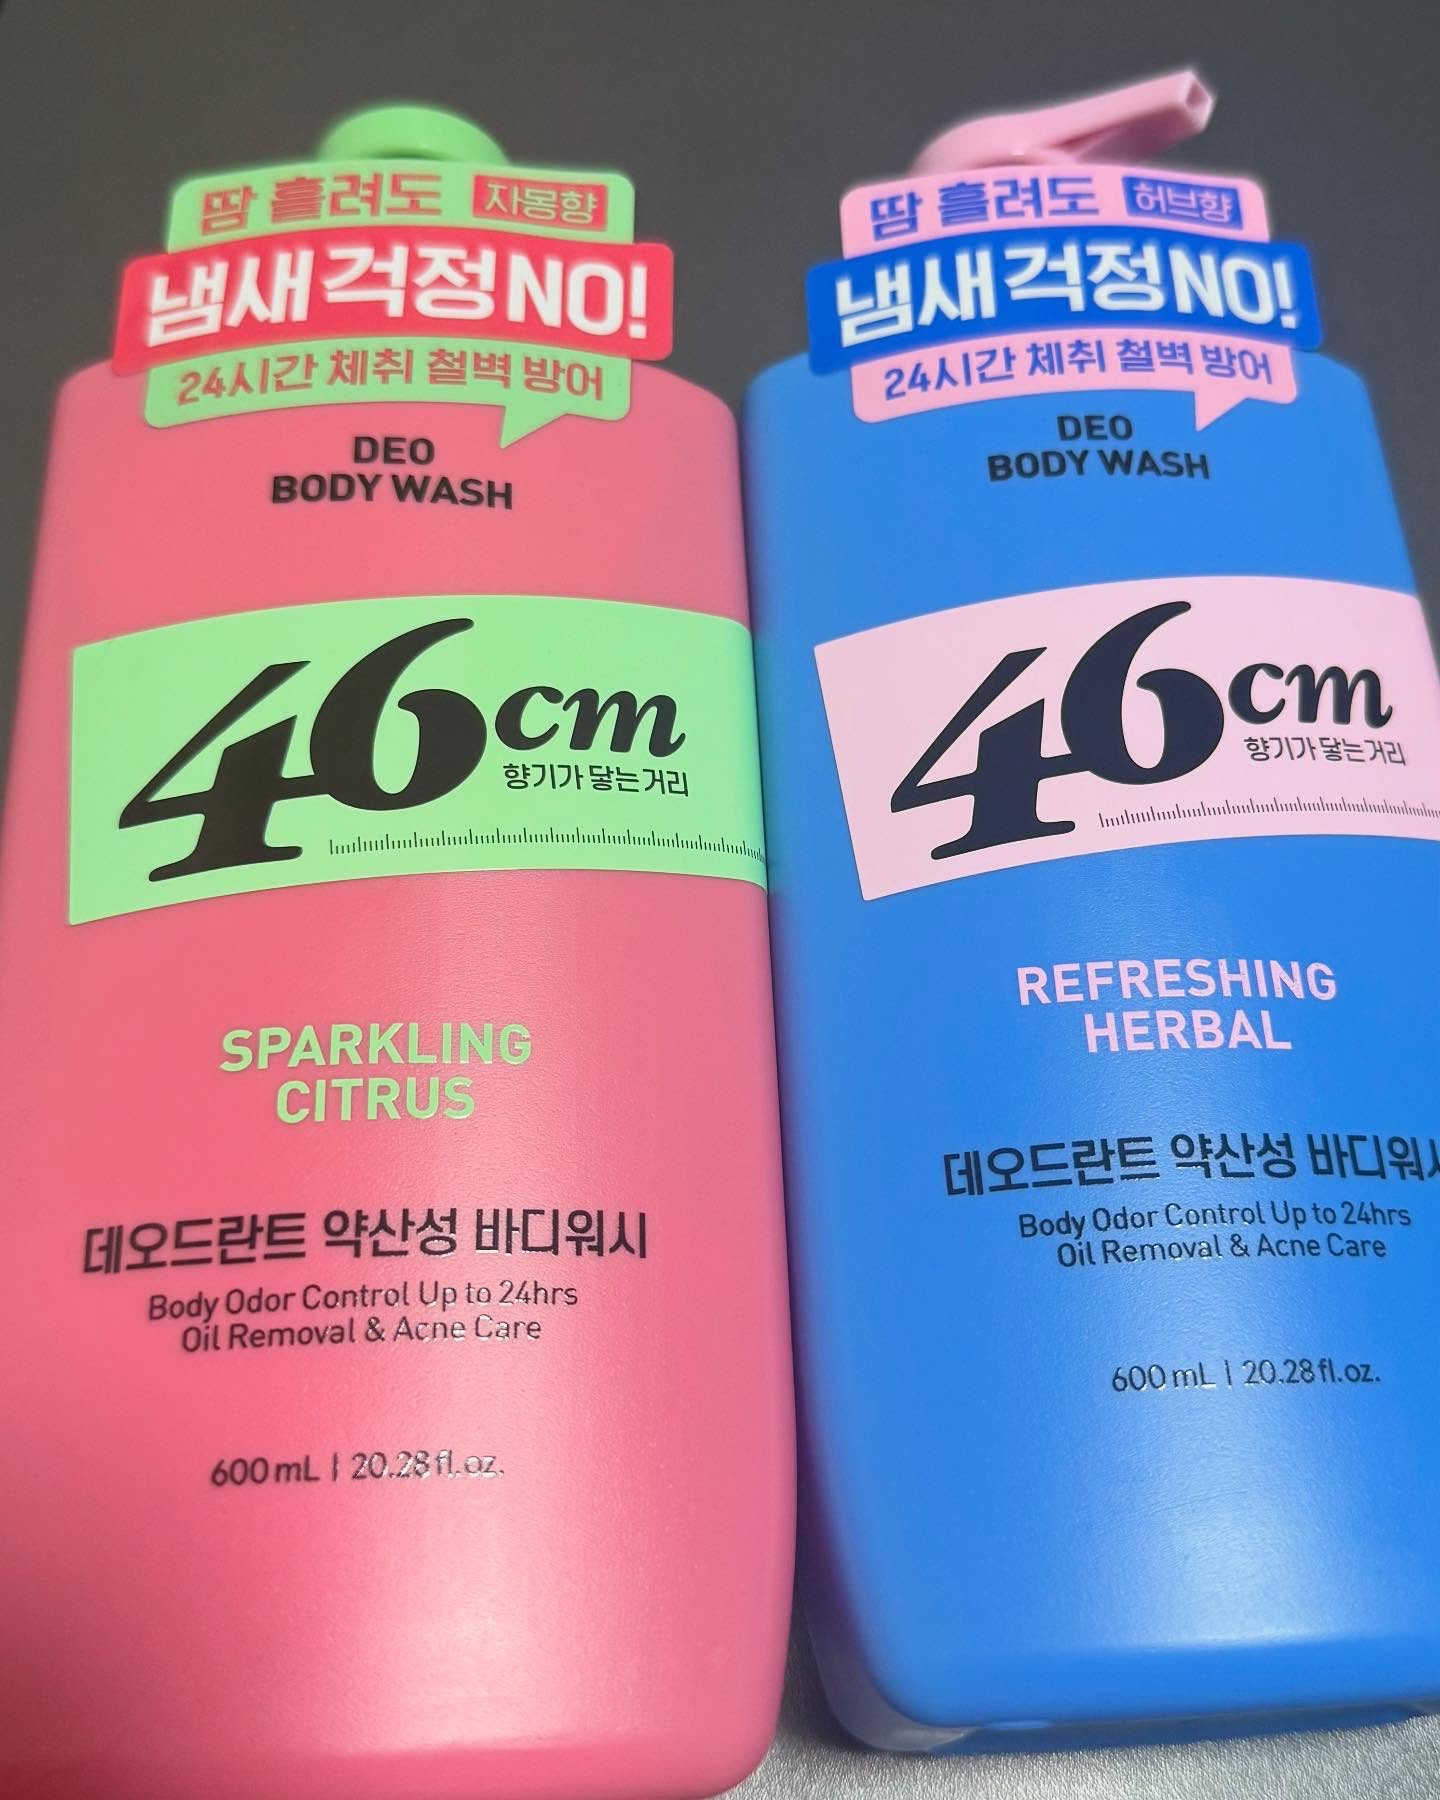 땀 흘려도 자몽향
냄새 걱정 NO!
24시간 체취 철벽 방어
DEO
BODY WASH
46cm
향기가 닿는 거리
SPARKLING
CITRUS
데오드란트 약산성 바디워시
Body Odor Control Up to 24hrs
Oil Removal & Acne Care
600 mL | 20.28 fl.oz.
땀 흘려도 허브향
냄새 걱정 NO!
24시간 체취 철벽 방어
DEO
BODY WASH
46cm
향기가 닿는 거리
REFRESHING
HERBAL
데오드란트 약산성 바디워시
Body Odor Control Up to 24hrs
Oil Removal & Acne Care
600 mL | 20.28 fl.oz.